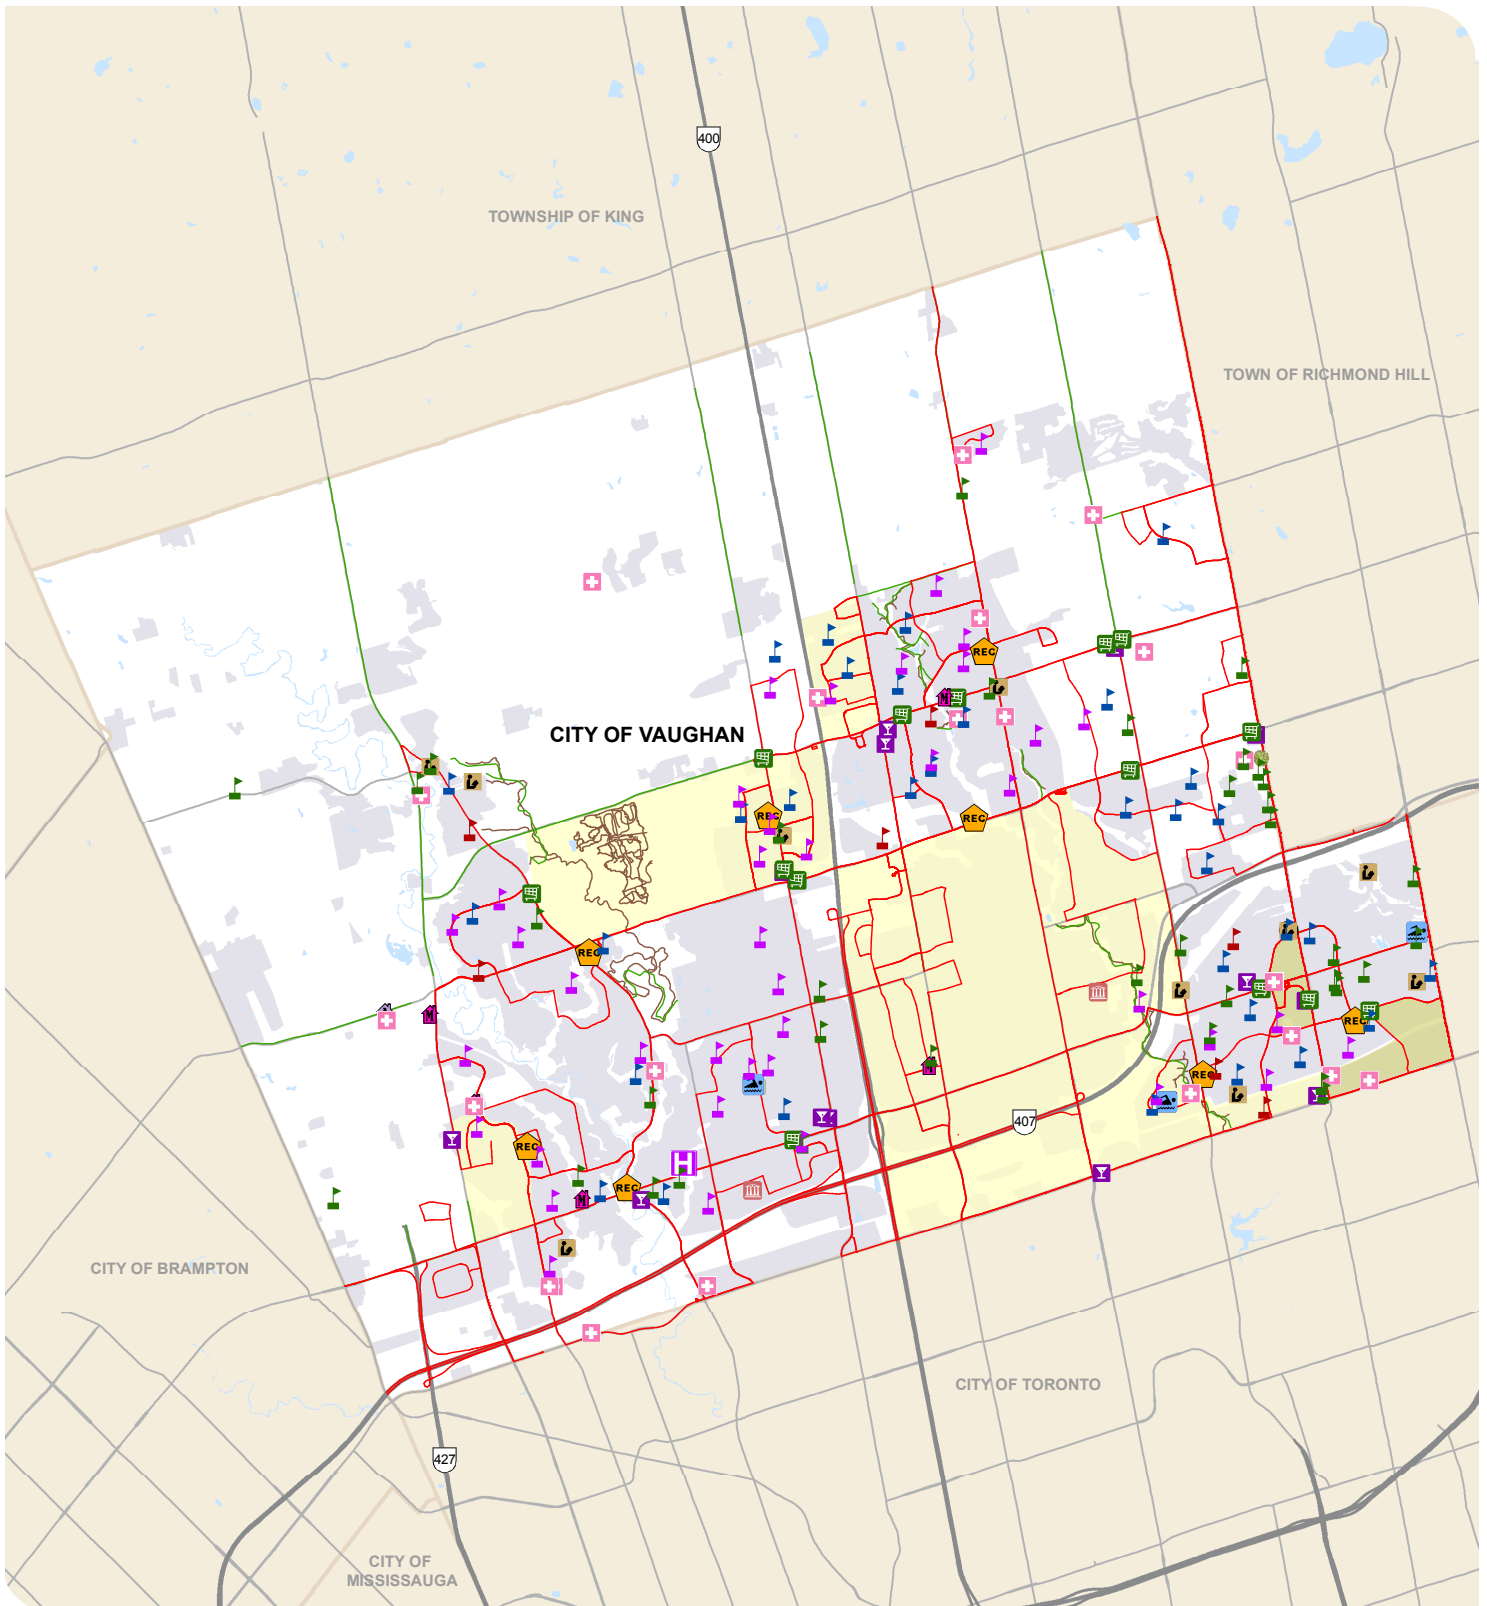 400
TOWNSHIP OF KING
TOWN OF RICHMOND HILL
REC
CITY OF VAUGHAN
REC
REC
REC
REC
REC
407
REC
REC
M
M
M
M
H
CITY OF BRAMPTON
CITY OF TORONTO
427
CITY OF
MISSISSAUGA